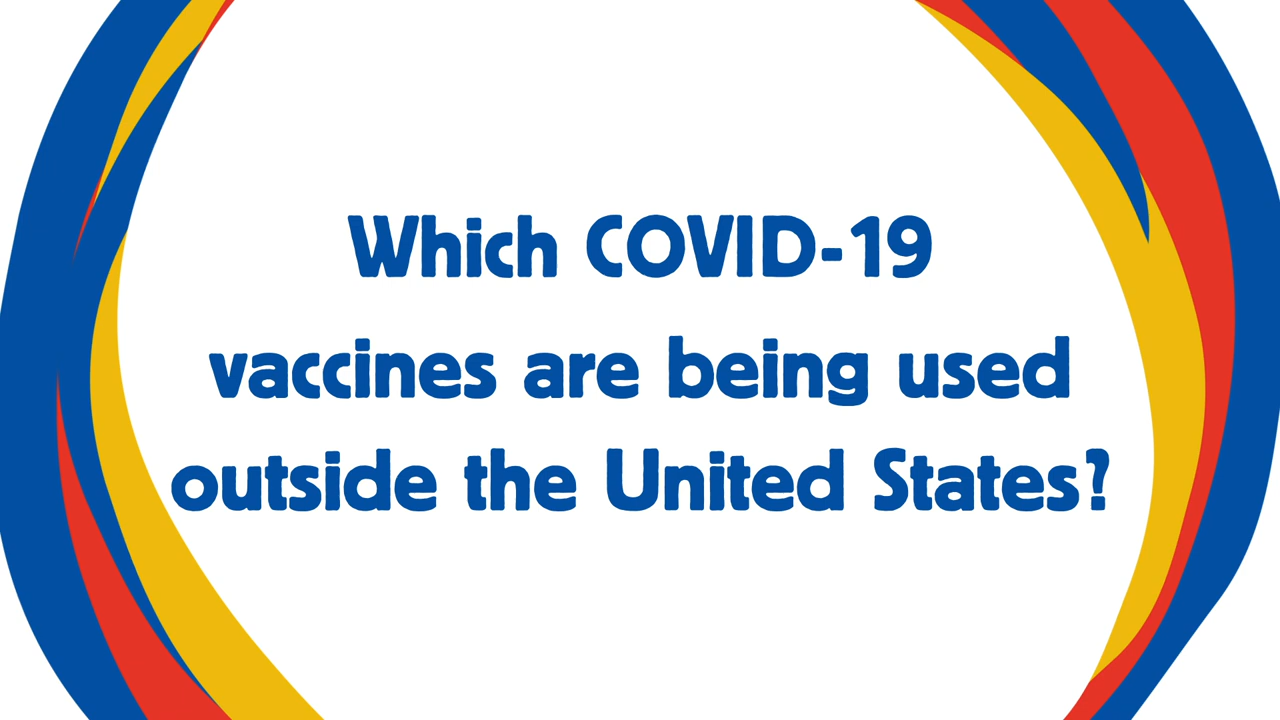 Which COVID-19
vaccines are being used
outside the United States?